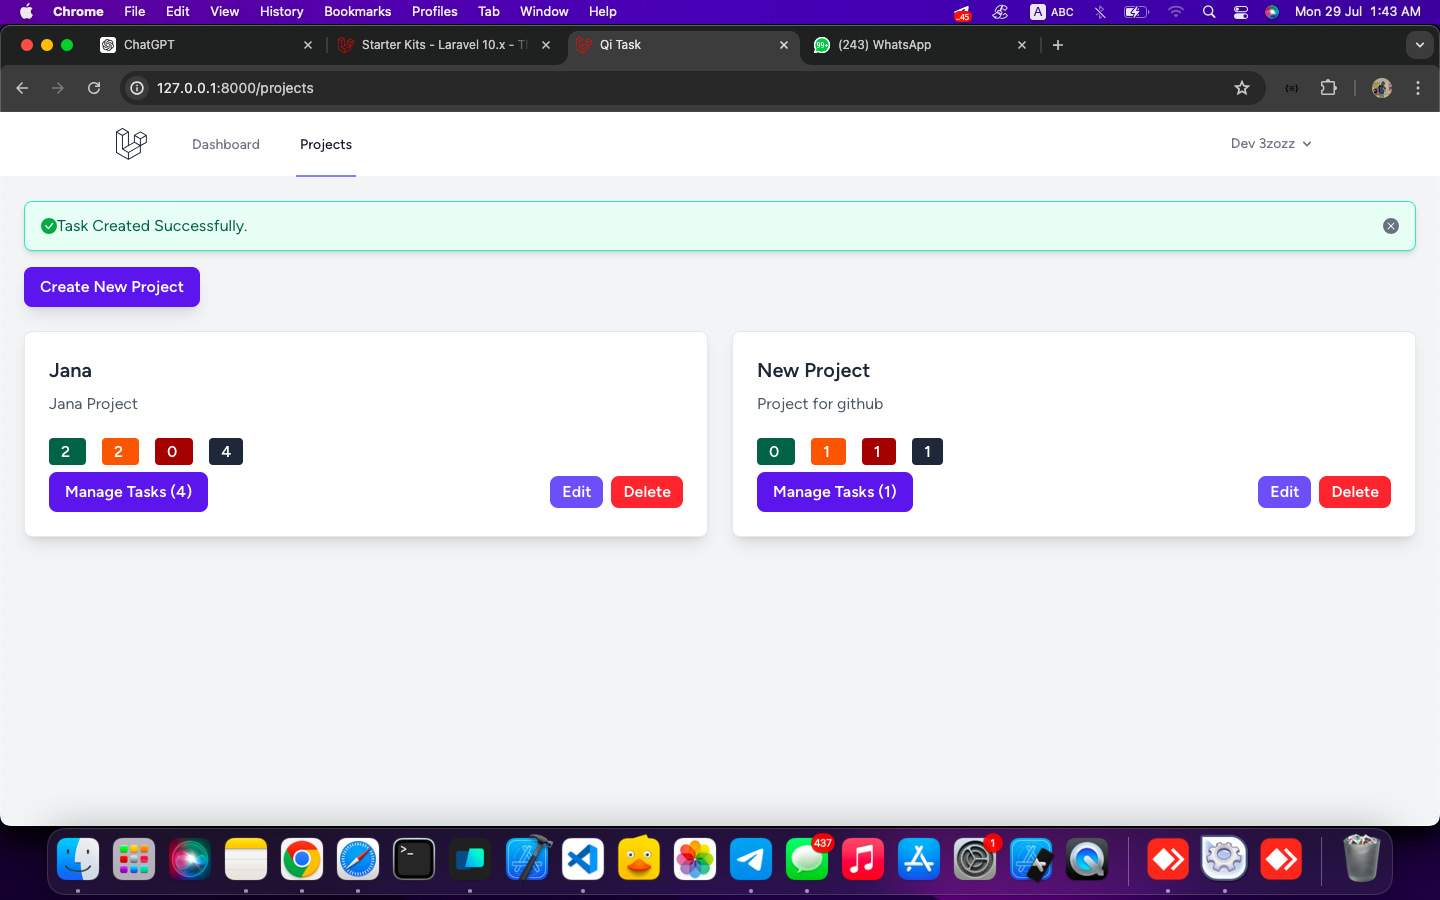 Chrome File Edit View History Bookmarks Profiles Tab Window Help .45 A ABC Mon 29 Jul 1:43 AM
ChatGPT Starter Kits - Laravel 10.x - Qi Task 99+ (243) WhatsApp
127.0.0.1:8000/projects
Dashboard Projects Dev 3zozz
Task Created Successfully.
Create New Project
Jana
Jana Project
2 2 0 4
Manage Tasks (4) Edit Delete
New Project
Project for github
0 1 1 1
Manage Tasks (1) Edit Delete
437 1